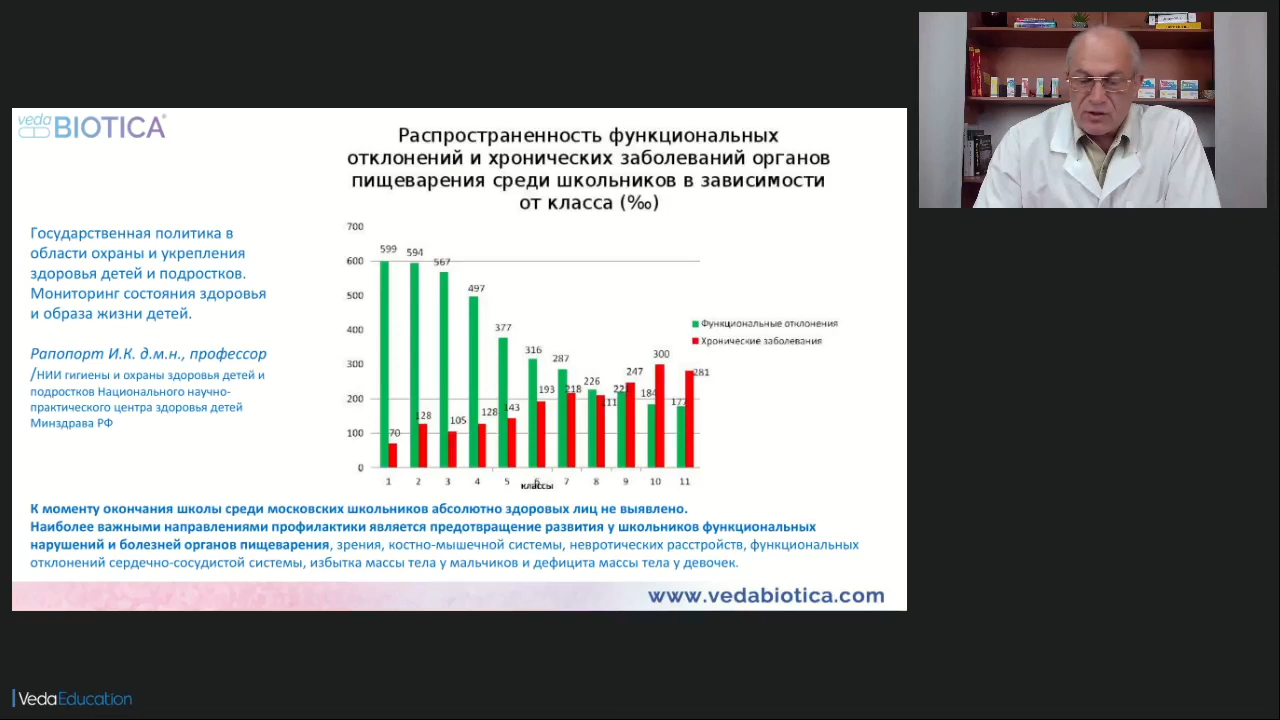 veda
BIOTICA
Распространенность функциональных
отклонений и хронических заболеваний органов
пищеварения среди школьников в зависимости
от класса (‰)
Государственная политика в
области охраны и укрепления
здоровья детей и подростков.
Мониторинг состояния здоровья
и образа жизни детей.
Рапопорт И.К. д.м.н., профессор
/НИИ гигиены и охраны здоровья детей и
подростков Национального научно-
практического центра здоровья детей
Минздрава РФ
700
600
500
400
300
200
100
0
599 594 567 497 377 316 287 226 184 177
70 128 105 128 143 193 218 247 300 281
1 2 3 4 5 6 7 8 9 10 11
классы
Функциональные отклонения
Хронические заболевания
К моменту окончания школы среди московских школьников абсолютно здоровых лиц не выявлено.
Наиболее важными направлениями профилактики является предотвращение развития у школьников функциональных
нарушений и болезней органов пищеварения, зрения, костно-мышечной системы, невротических расстройств, функциональных
отклонений сердечно-сосудистой системы, избытка массы тела у мальчиков и дефицита массы тела у девочек.
www.vedabiotica.com
VedaEducation